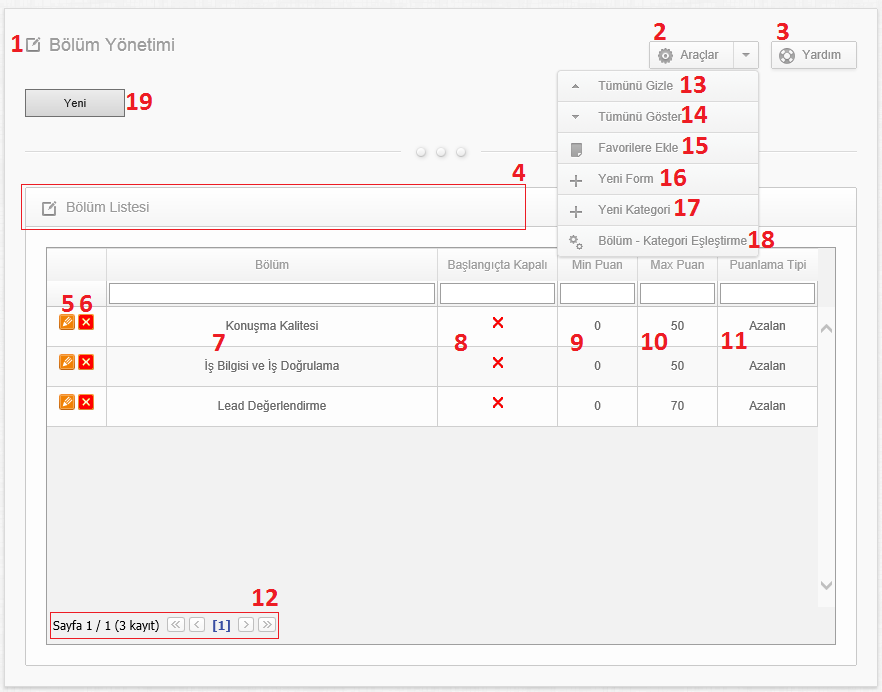 1 Bölüm Yönetimi
2
3
Araçlar
Yardım
Yeni 19
Tümünü Gizle 13
Tümünü Göster 14
Favorilere Ekle 15
Yeni Form 16
Yeni Kategori 17
Bölüm - Kategori Eşleştirme 18
4
Bölüm Listesi
Bölüm Başlangıçta Kapalı Min Puan Max Puan Puanlama Tipi
5 6
Konuşma Kalitesi 0 50 Azalan
7 8 9 10 11
İş Bilgisi ve İş Doğrulama 0 50 Azalan
Lead Değerlendirme 0 70 Azalan
12
Sayfa 1 / 1 (3 kayıt) [1]